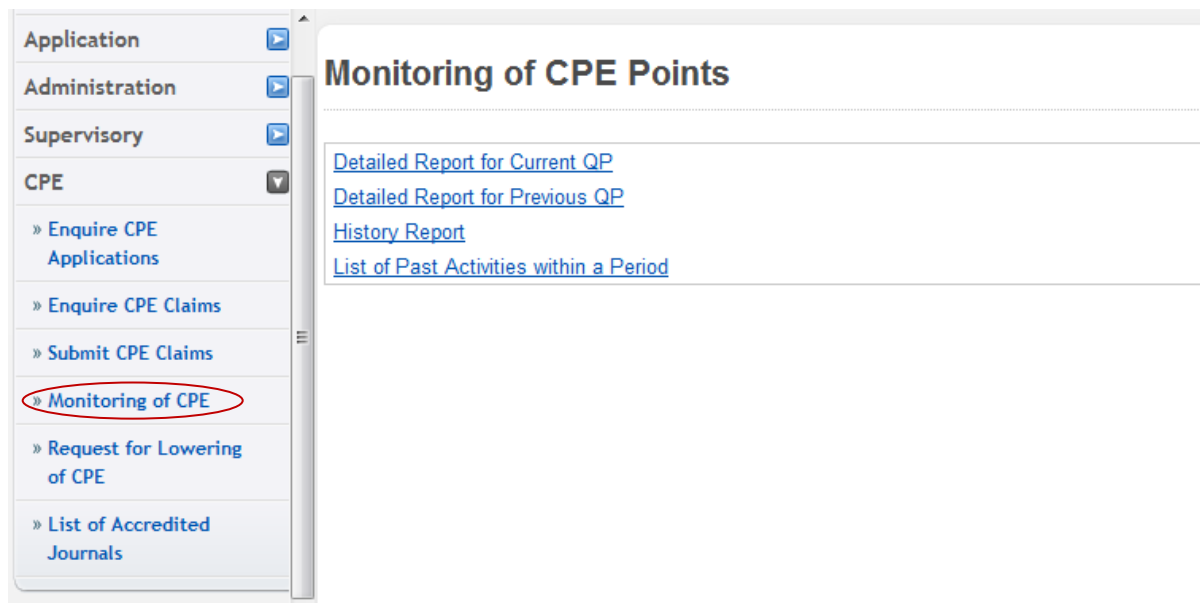 Application
Administration
Supervisory
CPE
» Enquire CPE
Applications
» Enquire CPE Claims
» Submit CPE Claims
» Monitoring of CPE
» Request for Lowering
of CPE
» List of Accredited
Journals
Monitoring of CPE Points
Detailed Report for Current QP
Detailed Report for Previous QP
History Report
List of Past Activities within a Period